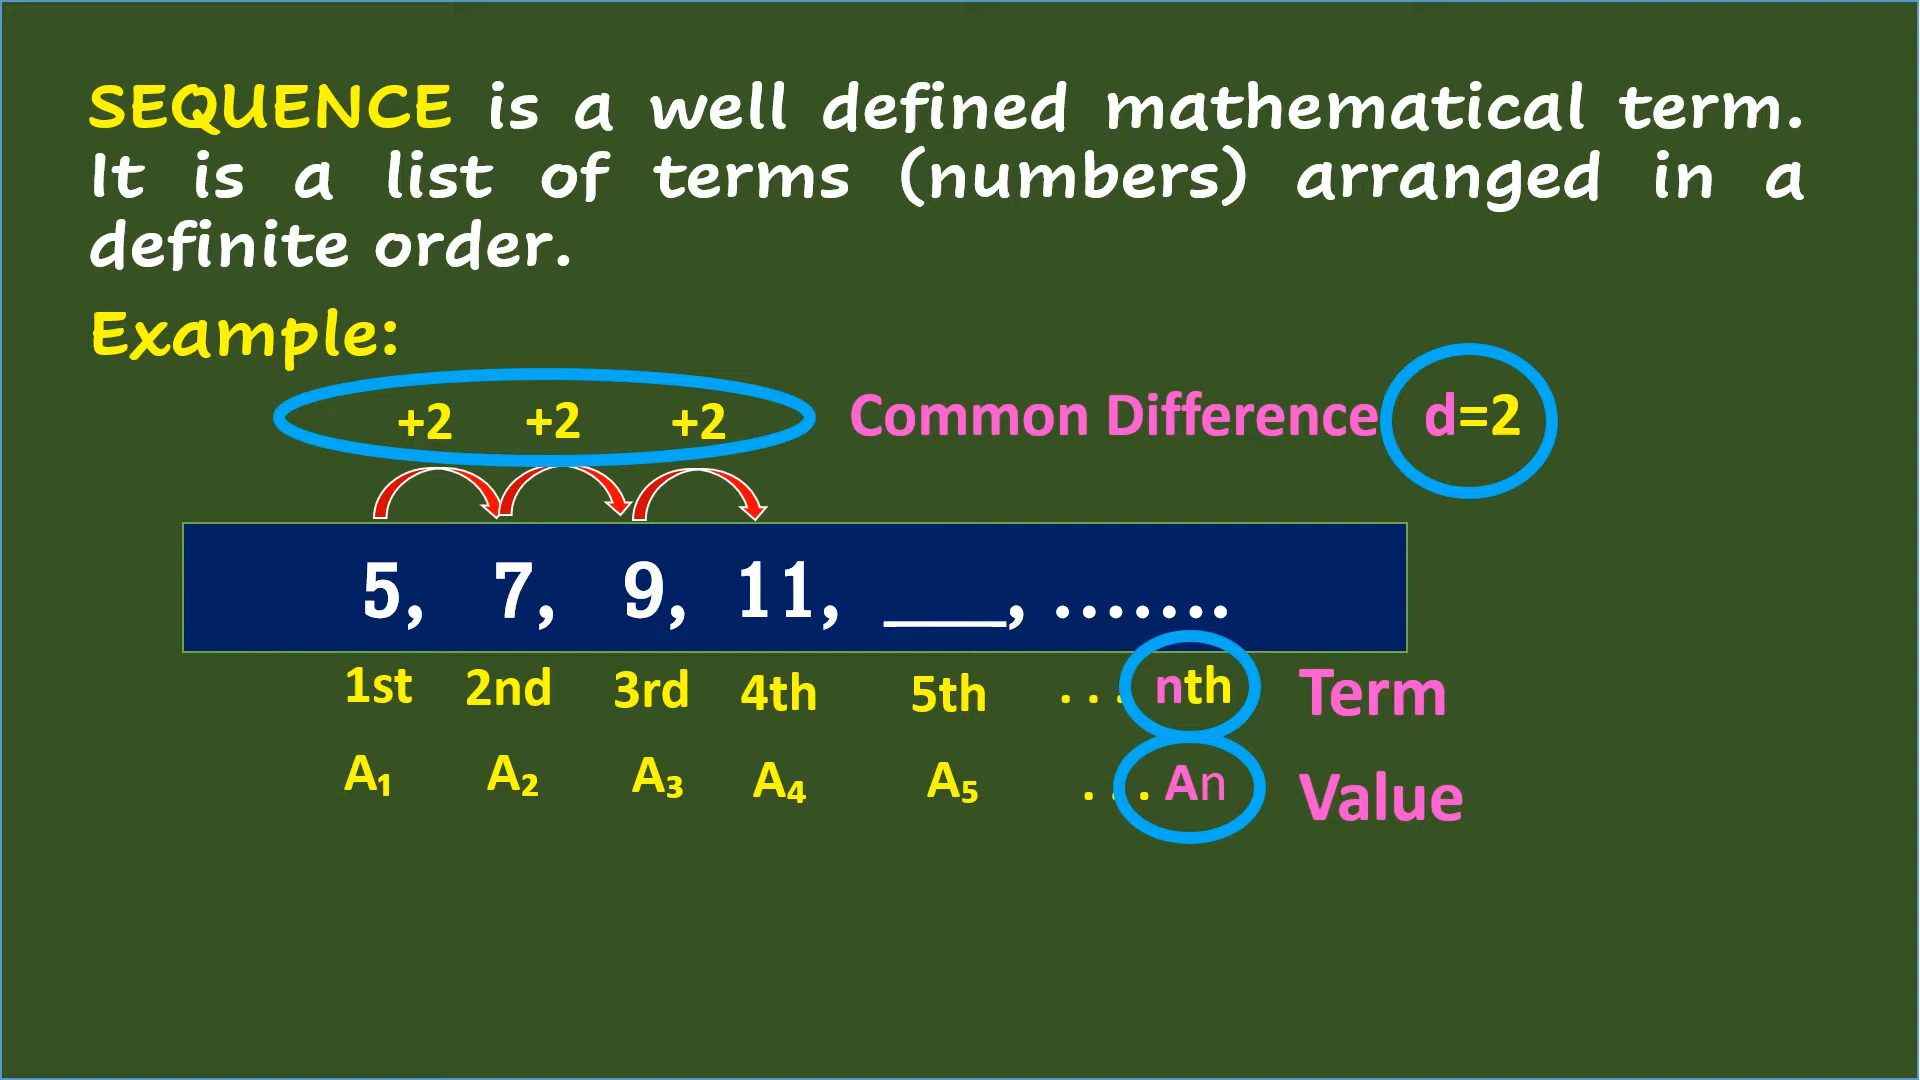 SEQUENCE is a well defined mathematical term.
It is a list of terms (numbers) arranged in a
definite order.
Example:
+2 +2 +2 Common Difference d=2
5, 7, 9, 11, ___, .......
1st 2nd 3rd 4th 5th ... nth Term
A₁ A₂ A₃ A₄ A₅ ... An Value